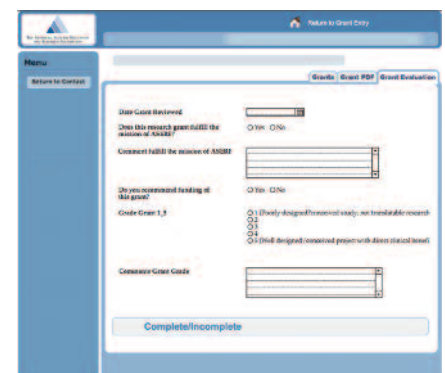 Return to Grant Entry
Menu
Return to Contact
Grants Grant PDF Grant Evaluation
Date Grant Reviewed
Does this research grant fulfill the
mission of ASERF?
Yes No
Comment fulfill the mission of ASERF
Do you recommend funding of
this grant?
Yes No
Grade Grant 1_5
1 (Poorly designed/conceived study, not translatable research
2
3
4
5 (Well designed/conceived project with direct clinical benefi
Comments Grant Grade
Complete/Incomplete